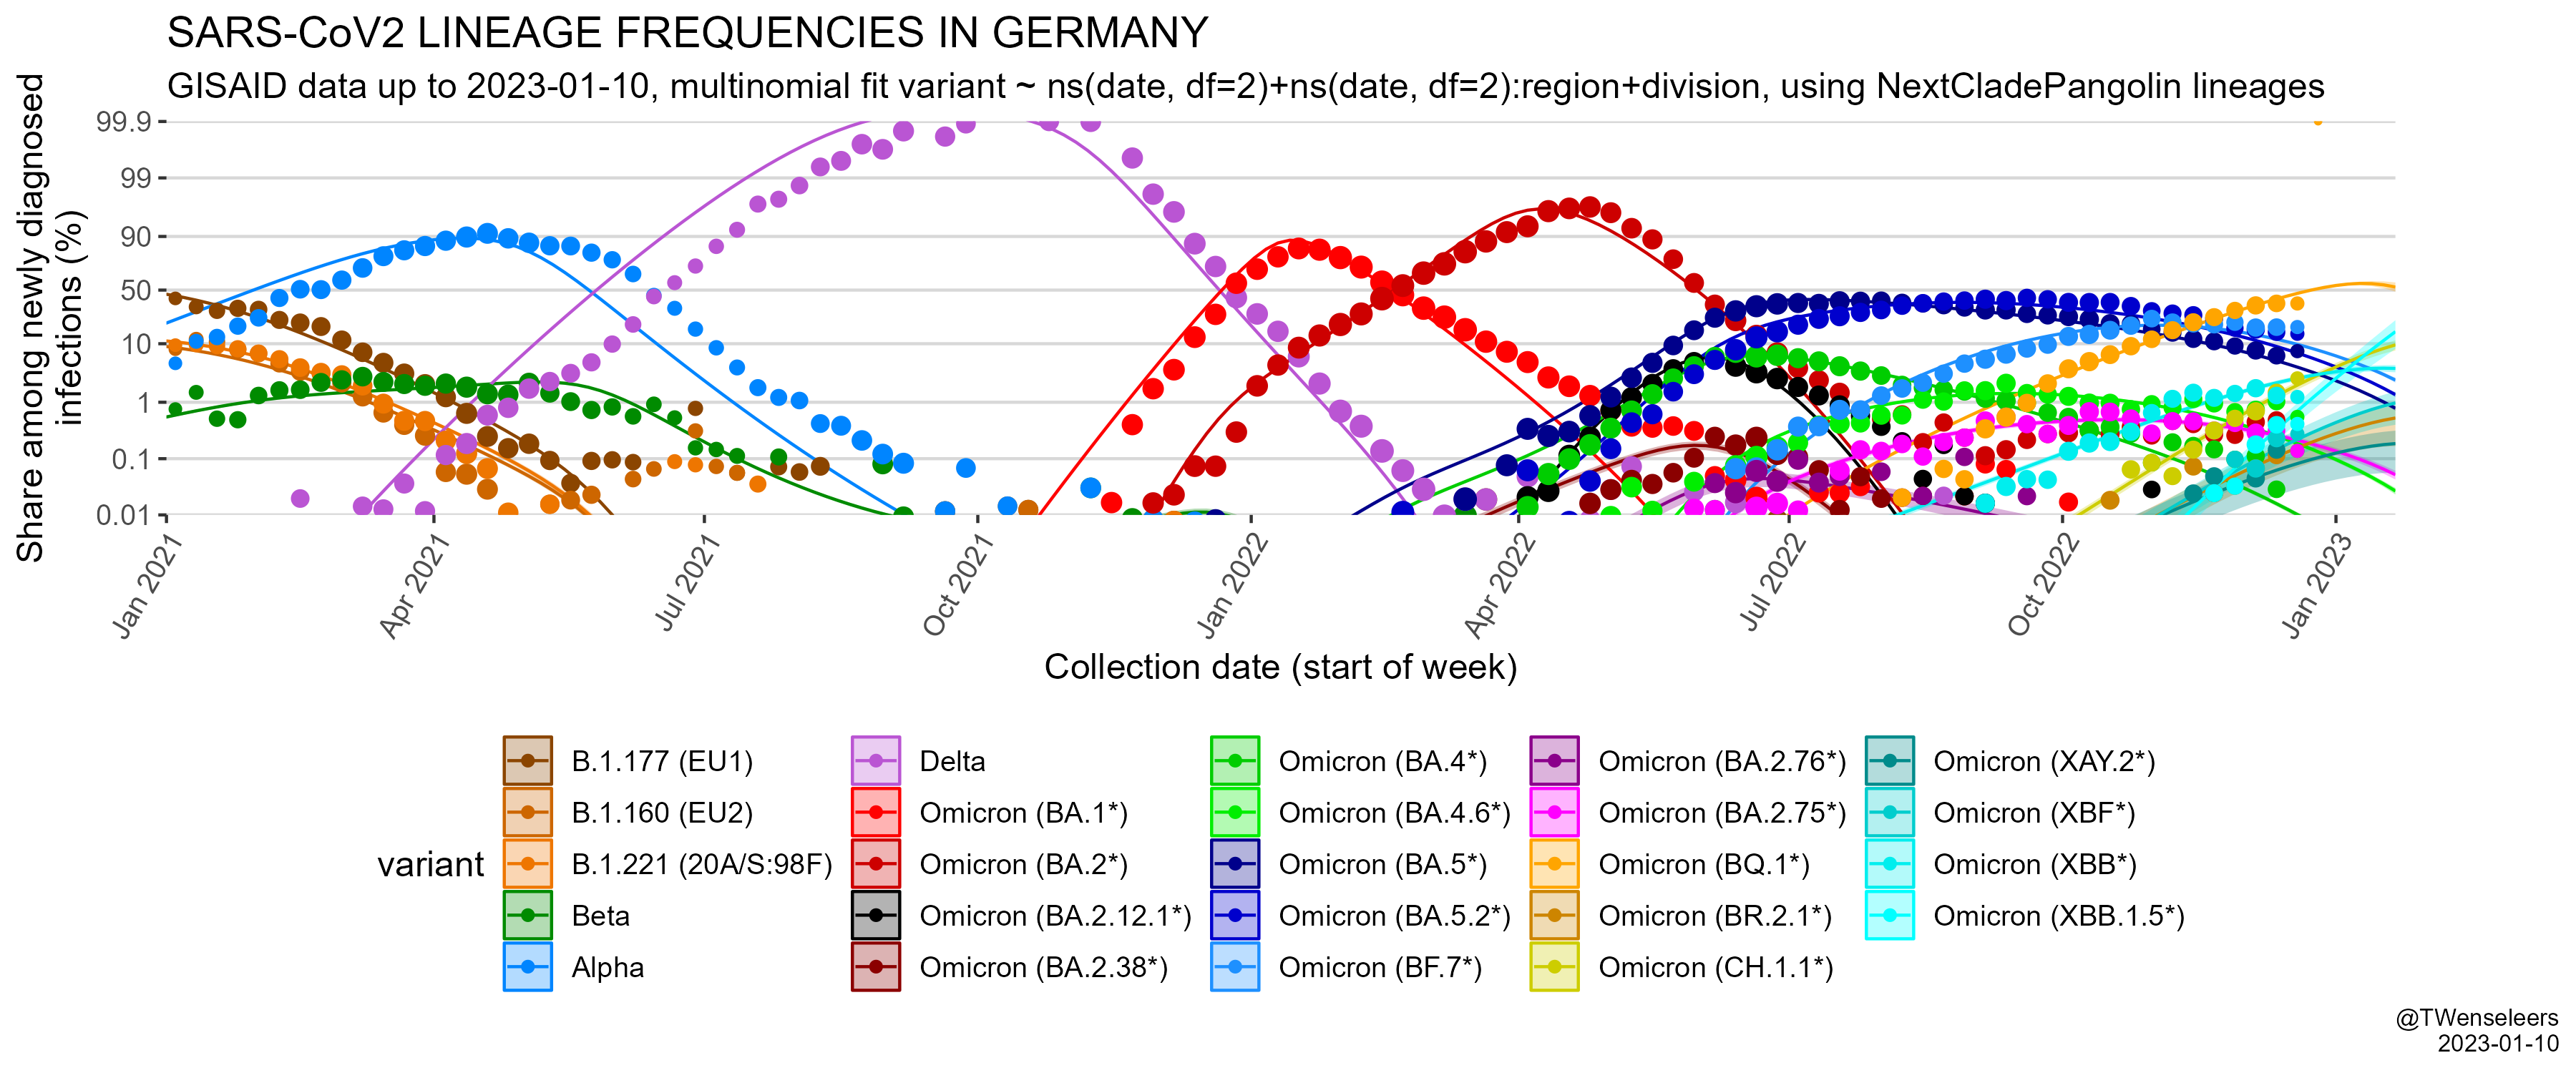 SARS-CoV2 LINEAGE FREQUENCIES IN GERMANY
GISAID data up to 2023-01-10, multinomial fit variant ~ ns(date, df=2)+ns(date, df=2):region+division, using NextCladePangolin lineages
Share among newly diagnosed
infections (%)
99.9
99
90
50
10
1
0.1
0.01
Jan 2021
Apr 2021
Jul 2021
Oct 2021
Jan 2022
Apr 2022
Jul 2022
Oct 2022
Jan 2023
Collection date (start of week)
variant
B.1.177 (EU1)
B.1.160 (EU2)
B.1.221 (20A/S:98F)
Beta
Alpha
Delta
Omicron (BA.1*)
Omicron (BA.2*)
Omicron (BA.2.12.1*)
Omicron (BA.2.38*)
Omicron (BA.4*)
Omicron (BA.4.6*)
Omicron (BA.5*)
Omicron (BA.5.2*)
Omicron (BF.7*)
Omicron (BA.2.76*)
Omicron (BA.2.75*)
Omicron (BQ.1*)
Omicron (BR.2.1*)
Omicron (CH.1.1*)
Omicron (XAY.2*)
Omicron (XBF*)
Omicron (XBB*)
Omicron (XBB.1.5*)
@TWenseleers
2023-01-10